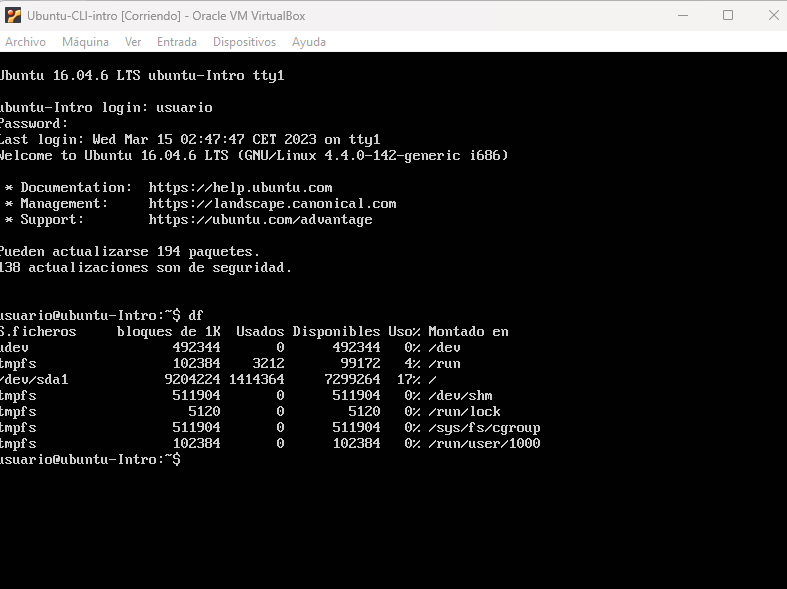 Ubuntu-CLI-intro [Corriendo] - Oracle VM VirtualBox
Archivo Máquina Ver Entrada Dispositivos Ayuda
Ubuntu 16.04.6 LTS ubuntu-Intro tty1
ubuntu-Intro login: usuario
Password:
Last login: Wed Mar 15 02:47:47 CET 2023 on tty1
Welcome to Ubuntu 16.04.6 LTS (GNU/Linux 4.4.0-142-generic i686)
* Documentation: https://help.ubuntu.com
* Management: https://landscape.canonical.com
* Support: https://ubuntu.com/advantage
Pueden actualizarse 194 paquetes.
138 actualizaciones son de seguridad.
usuario@ubuntu-Intro:~$ df
S.ficheros bloques de 1K Usados Disponibles Uso% Montado en
udev 492344 0 492344 0% /dev
tmpfs 102384 3212 99172 4% /run
/dev/sda1 9204224 1414364 7299264 17% /
tmpfs 511904 0 511904 0% /dev/shm
tmpfs 5120 0 5120 0% /run/lock
tmpfs 511904 0 511904 0% /sys/fs/cgroup
tmpfs 102384 0 102384 0% /run/user/1000
usuario@ubuntu-Intro:~$